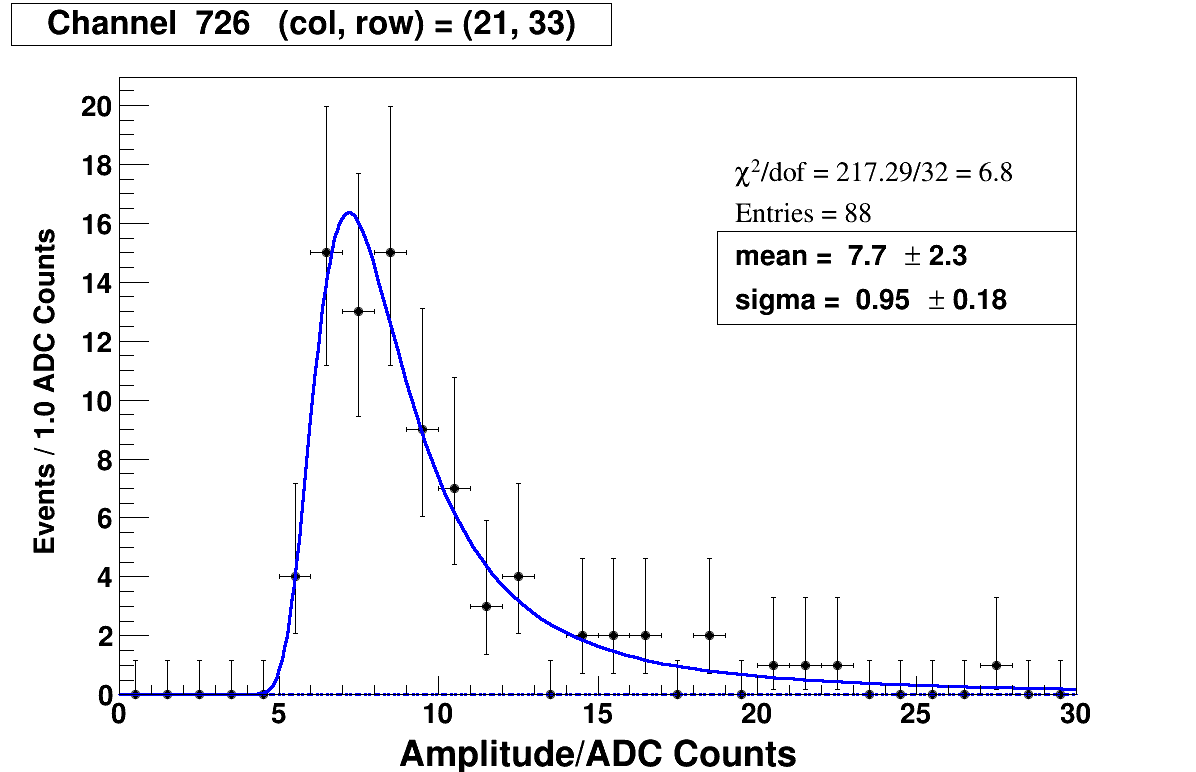 Channel 726 (col, row) = (21, 33)
Events / 1.0 ADC Counts
20
18
16
14
12
10
8
6
4
2
0
χ²/dof = 217.29/32 = 6.8
Entries = 88
mean = 7.7 ± 2.3
sigma = 0.95 ± 0.18
0 5 10 15 20 25 30
Amplitude/ADC Counts